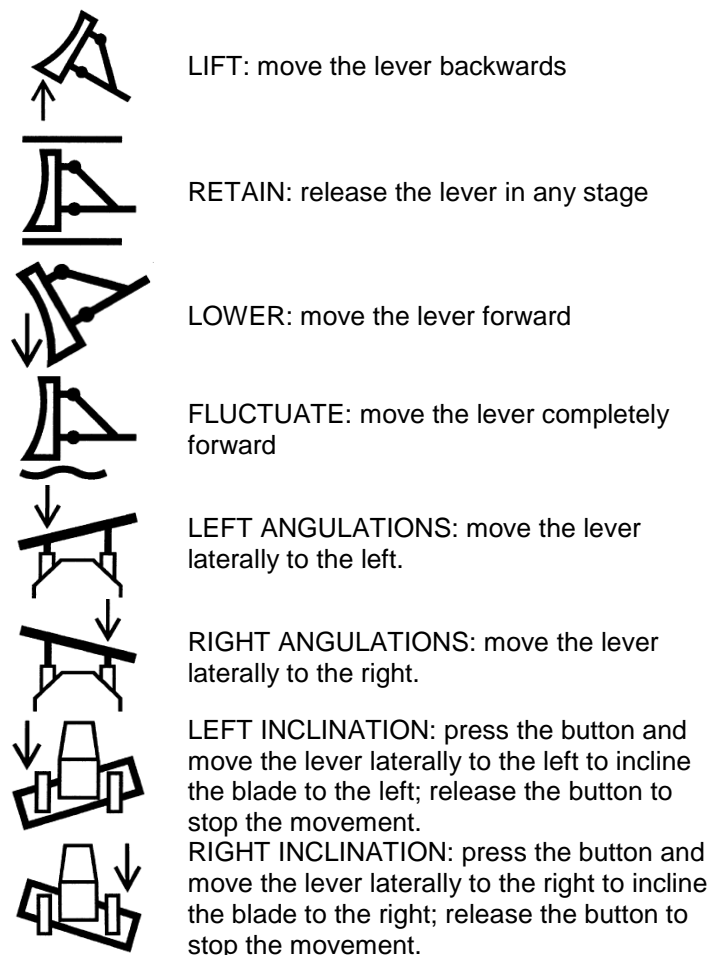 LIFT: move the lever backwards
RETAIN: release the lever in any stage
LOWER: move the lever forward
FLUCTUATE: move the lever completely
forward
LEFT ANGULATIONS: move the lever
laterally to the left.
RIGHT ANGULATIONS: move the lever
laterally to the right.
LEFT INCLINATION: press the button and
move the lever laterally to the left to incline
the blade to the left; release the button to
stop the movement.
RIGHT INCLINATION: press the button and
move the lever laterally to the right to incline
the blade to the right; release the button to
stop the movement.